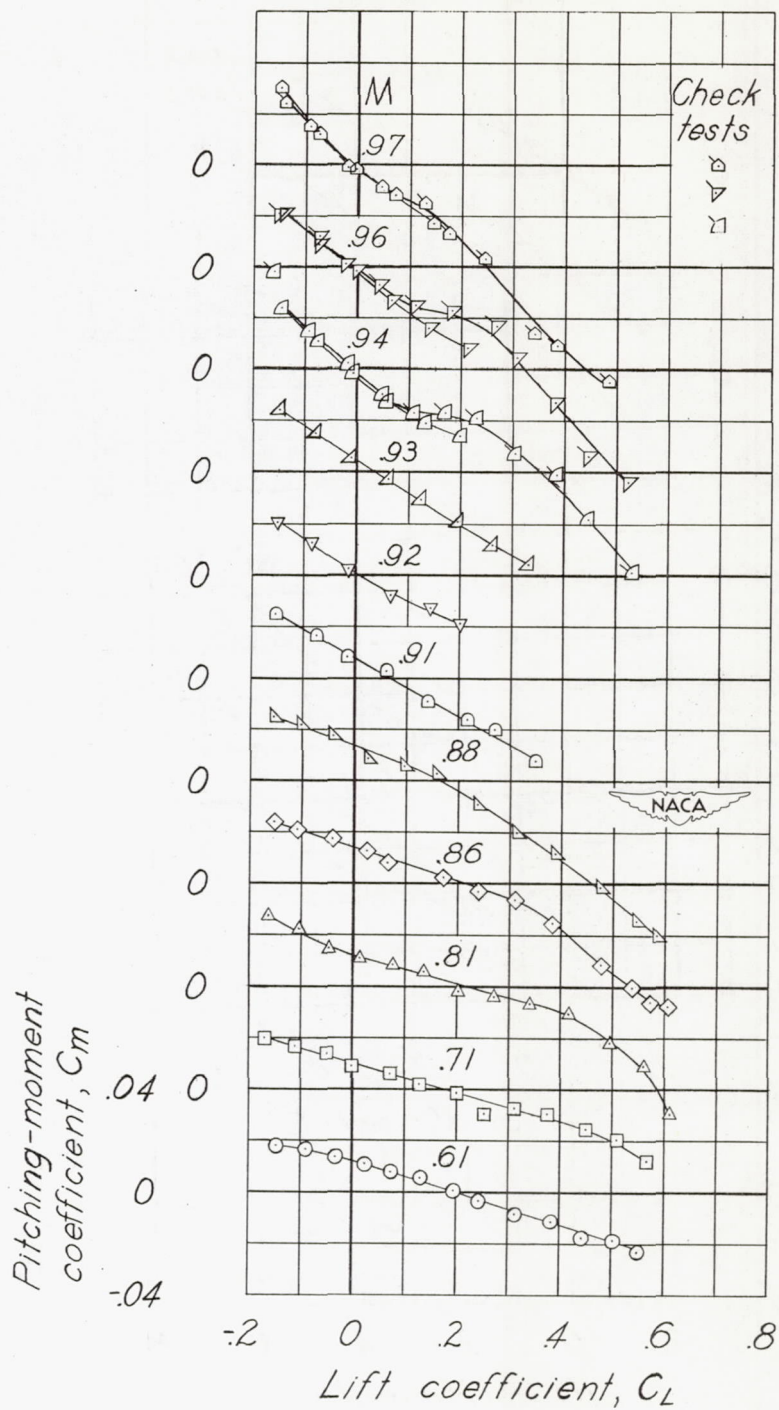 M
Check
tests
0
.97
0
.96
0
.94
0
.93
0
.92
0
.91
0
.88
NACA
0
.86
0
.81
.04 0
.71
0
.61
-.04
Pitching-moment
coefficient, Cm
-.2 0 .2 .4 .6 .8
Lift coefficient, CL